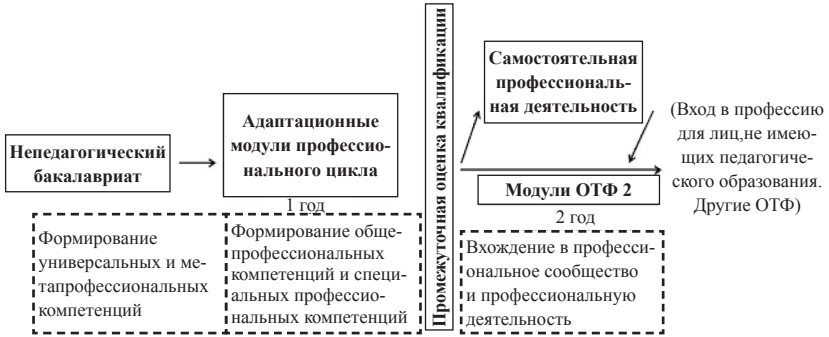 Непедагогический
бакалавриат
Адаптационные
модули профессио-
нального цикла
1 год
Формирование
универсальных и ме-
тапрофессиональных
компетенций
Формирование обще-
профессиональных
компетенций и специ-
альных профессио-
нальных компетенций
Промежуточная оценка квалификации
Самостоятельная
профессиональ-
ная деятельность
Модули ОТФ 2
2 год
Вхождение в професси-
ональное сообщество
и профессиональную
деятельность
(Вход в профессию
для лиц,не имею-
щих педагогиче-
ского образования.
Другие ОТФ)